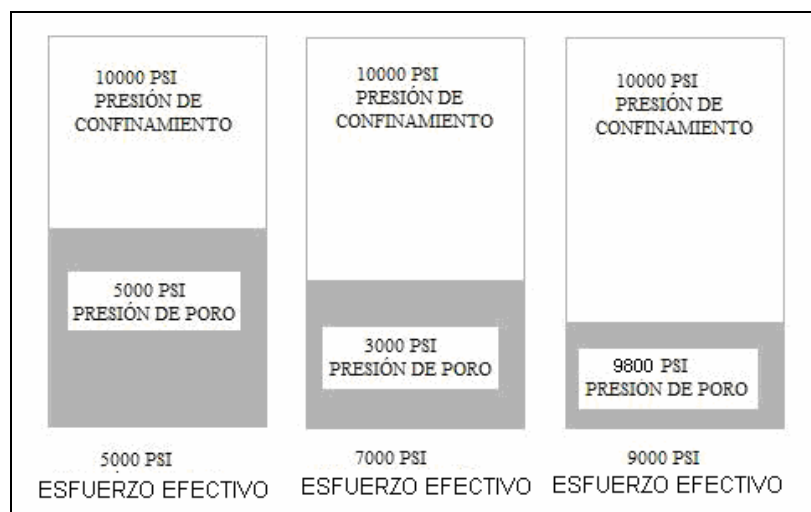 10000 PSI
PRESIÓN DE
CONFINAMIENTO
5000 PSI
PRESIÓN DE PORO
5000 PSI
ESFUERZO EFECTIVO
10000 PSI
PRESIÓN DE
CONFINAMIENTO
3000 PSI
PRESIÓN DE PORO
7000 PSI
ESFUERZO EFECTIVO
10000 PSI
PRESIÓN DE
CONFINAMIENTO
9800 PSI
PRESIÓN DE PORO
9000 PSI
ESFUERZO EFECTIVO